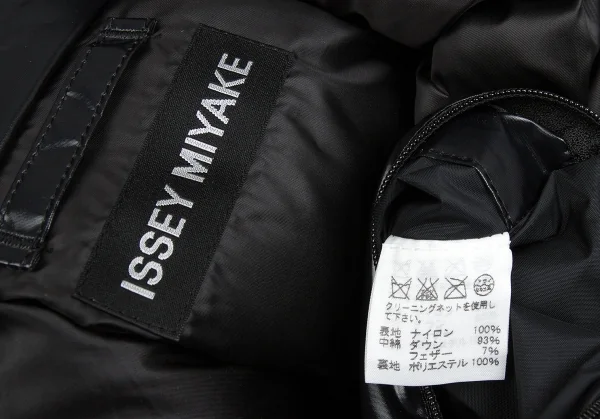 ISSEY MIYAKE
クリーニングネットを使用し
て下さい。
表地 ナイロン 100%
中綿 ダウン 93%
フェザー 7%
裏地 ポリエステル 100%